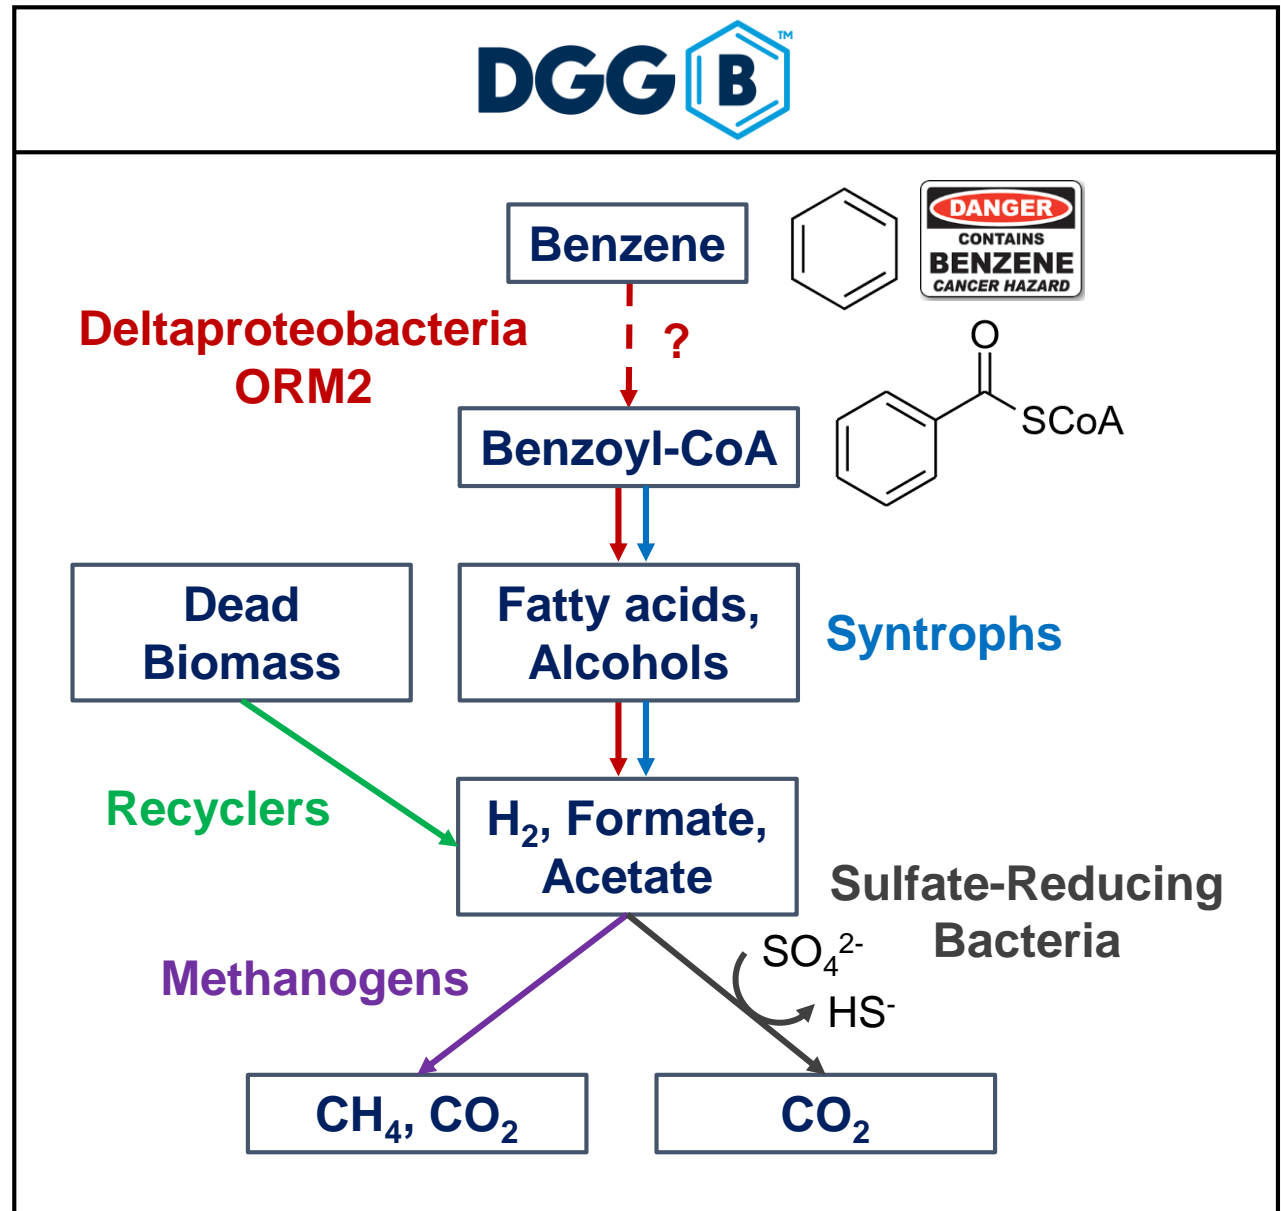 DGG B™
Benzene
DANGER
CONTAINS
BENZENE
CANCER HAZARD
Deltaproteobacteria
ORM2
?
O
SCoA
Benzoyl-CoA
Dead
Biomass
Fatty acids,
Alcohols
Syntrophs
Recyclers
H₂, Formate,
Acetate
Sulfate-Reducing
Bacteria
Methanogens
SO₄²⁻
HS⁻
CH₄, CO₂
CO₂